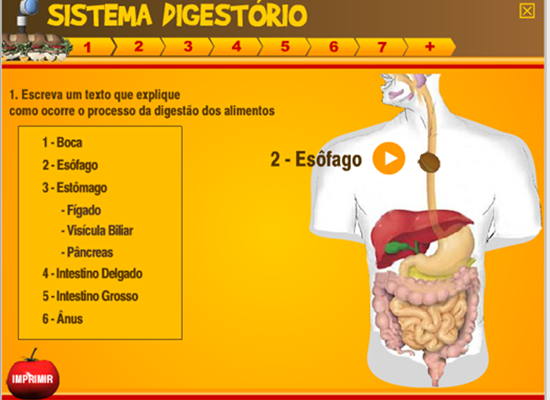 SISTEMA DIGESTÓRIO
1 2 3 4 5 6 7 +
1. Escreva um texto que explique
como ocorre o processo da digestão dos alimentos
1 - Boca
2 - Esôfago
3 - Estômago
- Fígado
- Visícula Biliar
- Pâncreas
4 - Intestino Delgado
5 - Intestino Grosso
6 - Ânus
2 - Esôfago
IMPRIMIR